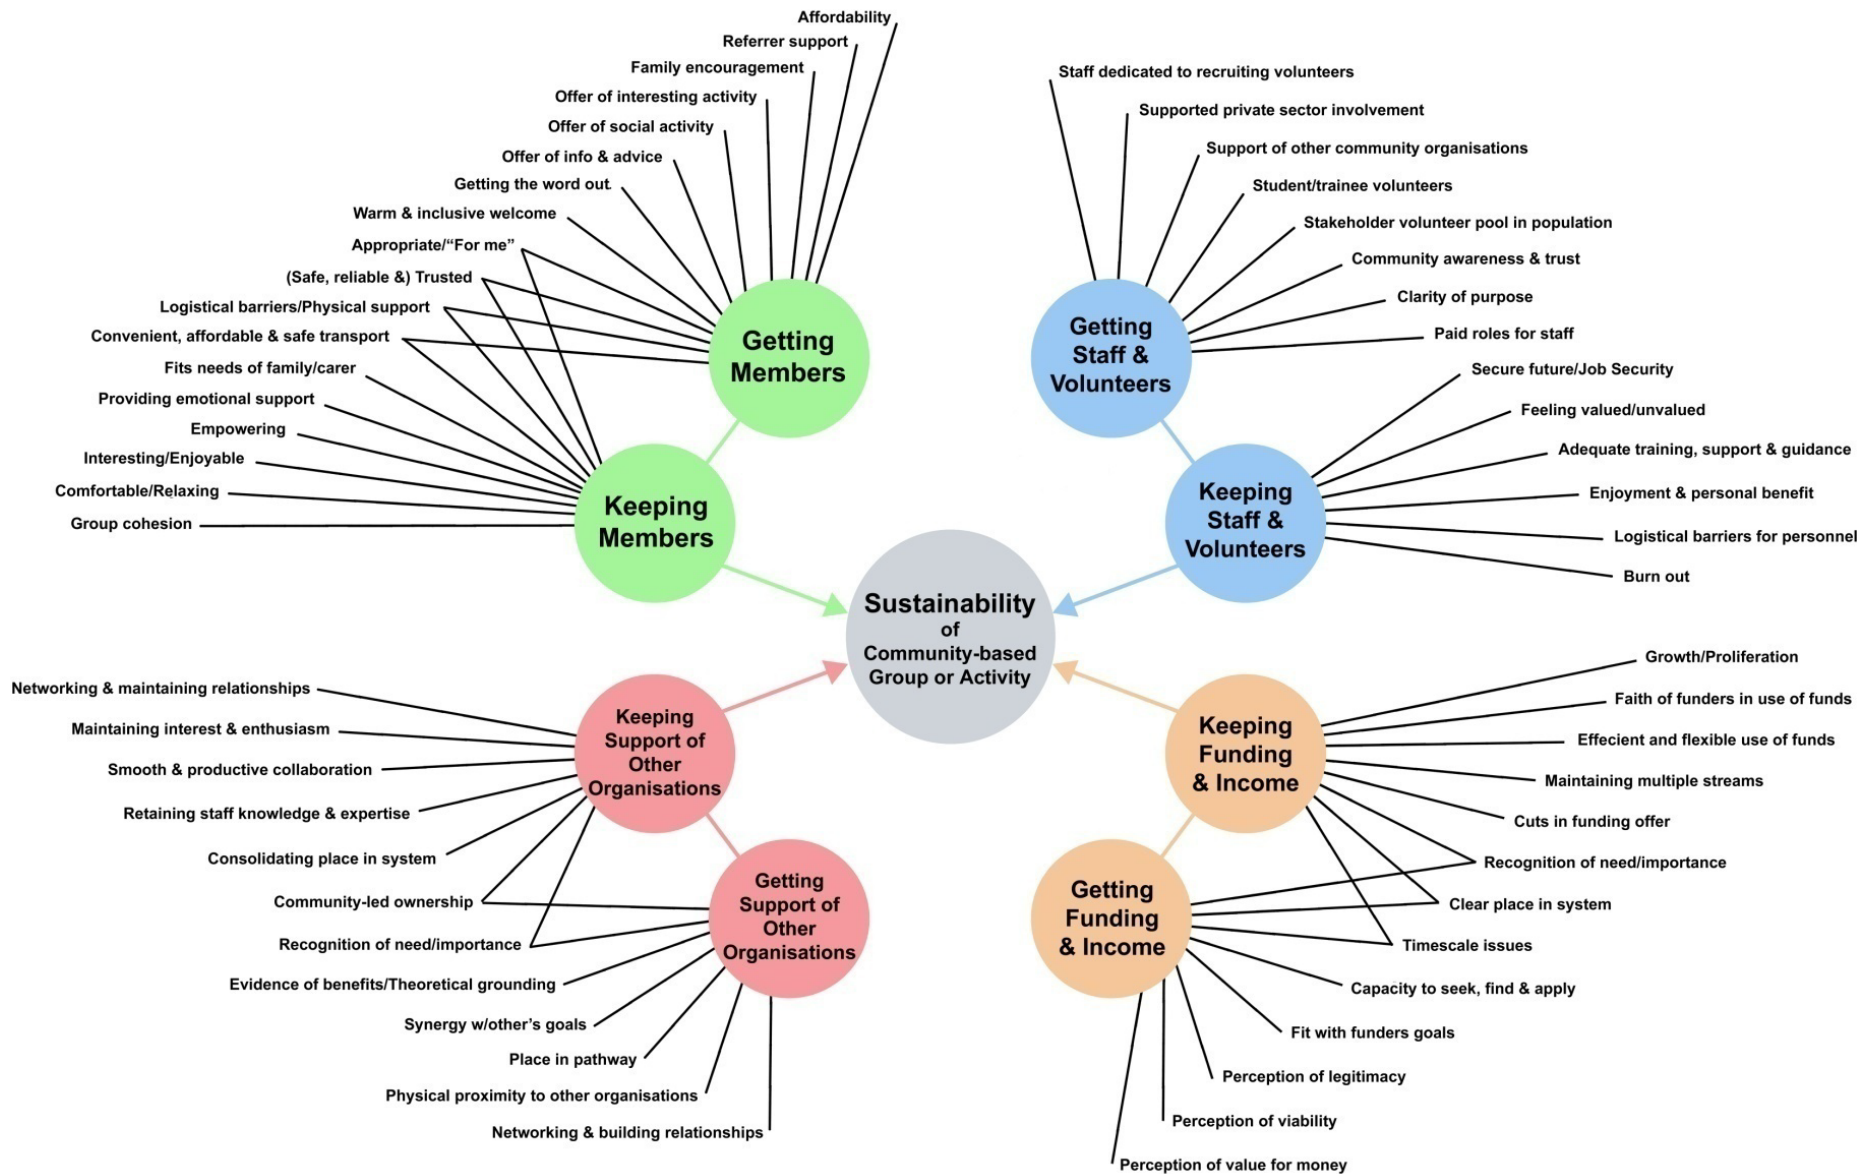 Affordability
Referrer support
Family encouragement
Offer of interesting activity
Offer of social activity
Offer of info & advice
Getting the word out.
Warm & inclusive welcome
Appropriate/“For me”
(Safe, reliable &) Trusted
Logistical barriers/Physical support
Convenient, affordable & safe transport
Fits needs of family/carer
Providing emotional support
Empowering
Interesting/Enjoyable
Comfortable/Relaxing
Group cohesion
Getting
Members
Keeping
Members
Staff dedicated to recruiting volunteers
Supported private sector involvement
Support of other community organisations
Student/trainee volunteers
Stakeholder volunteer pool in population
Community awareness & trust
Clarity of purpose
Paid roles for staff
Secure future/Job Security
Feeling valued/unvalued
Adequate training, support & guidance
Enjoyment & personal benefit
Logistical barriers for personnel
Burn out
Getting
Staff &
Volunteers
Keeping
Staff &
Volunteers
Sustainability
of
Community-based
Group or Activity
Networking & maintaining relationships
Maintaining interest & enthusiasm
Smooth & productive collaboration
Retaining staff knowledge & expertise
Consolidating place in system
Community-led ownership
Recognition of need/importance
Evidence of benefits/Theoretical grounding
Synergy w/other’s goals
Place in pathway
Physical proximity to other organisations
Networking & building relationships
Keeping
Support of
Other
Organisations
Getting
Support of
Other
Organisations
Keeping
Funding
& Income
Getting
Funding
& Income
Growth/Proliferation
Faith of funders in use of funds
Effecient and flexible use of funds
Maintaining multiple streams
Cuts in funding offer
Recognition of need/importance
Clear place in system
Timescale issues
Capacity to seek, find & apply
Fit with funders goals
Perception of legitimacy
Perception of viability
Perception of value for money